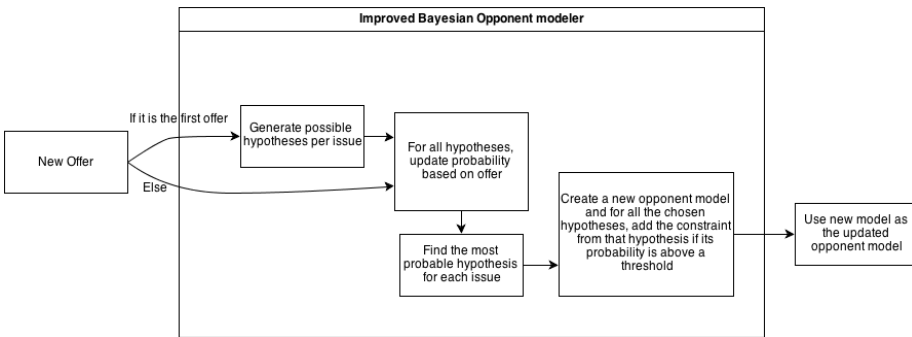 Improved Bayesian Opponent modeler
If it is the first offer
Generate possible
hypotheses per issue
For all hypotheses,
update probability
based on offer
New Offer
Else
Create a new opponent model
and for all the chosen
hypotheses, add the constraint
from that hypothesis if its
probability is above a
threshold
Use new model as
the updated
opponent model
Find the most
probable hypothesis
for each issue